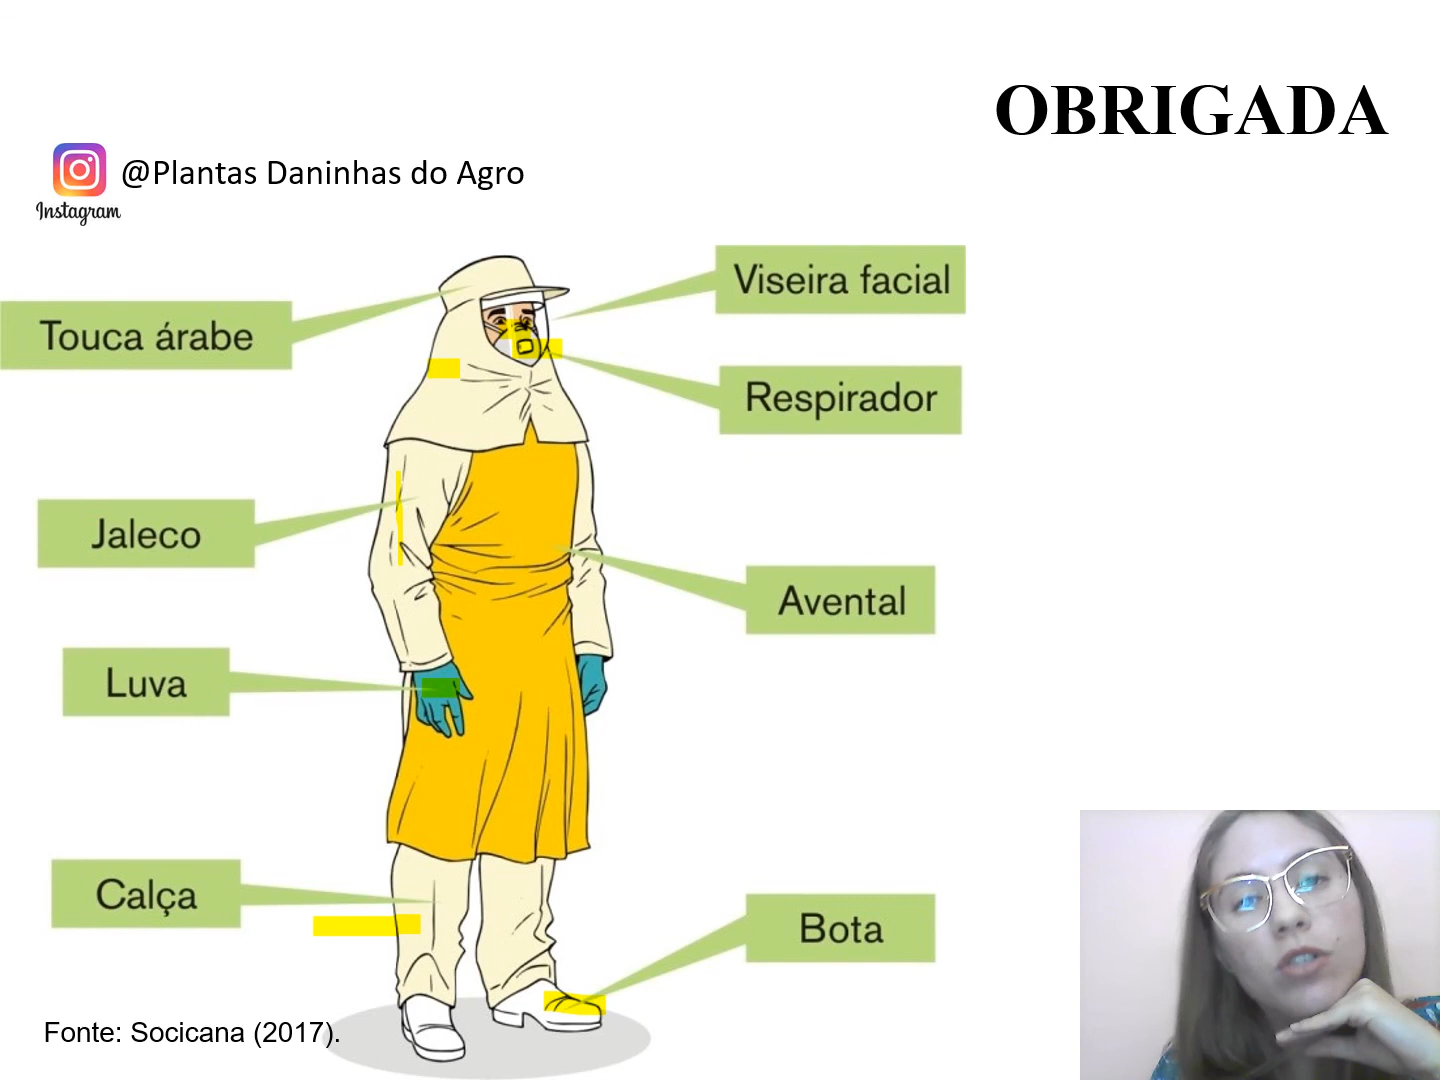 OBRIGADA
@Plantas Daninhas do Agro
Instagram
Viseira facial
Touca árabe
Respirador
Jaleco
Avental
Luva
Calça
Bota
Fonte: Socicana (2017).